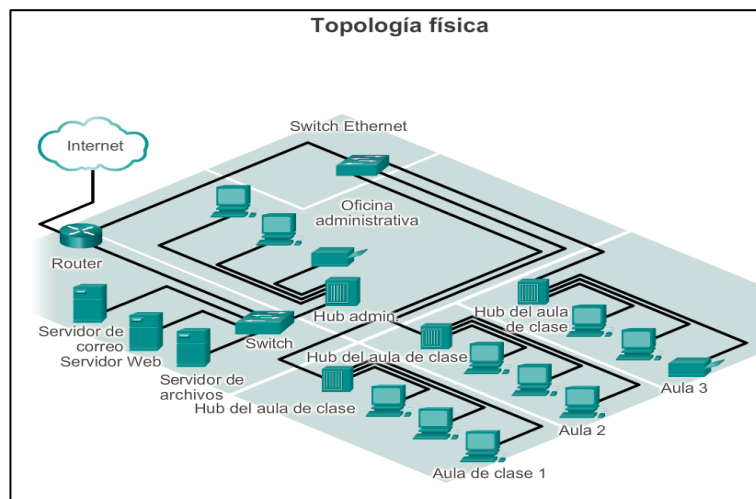 Topología física
Switch Ethernet
Internet
Oficina
administrativa
Router
Hub admin.
Hub del aula
de clase
Servidor de
correo
Servidor Web
Switch
Hub del aula de clase
Servidor de
archivos
Hub del aula de clase
Aula 3
Aula 2
Aula de clase 1